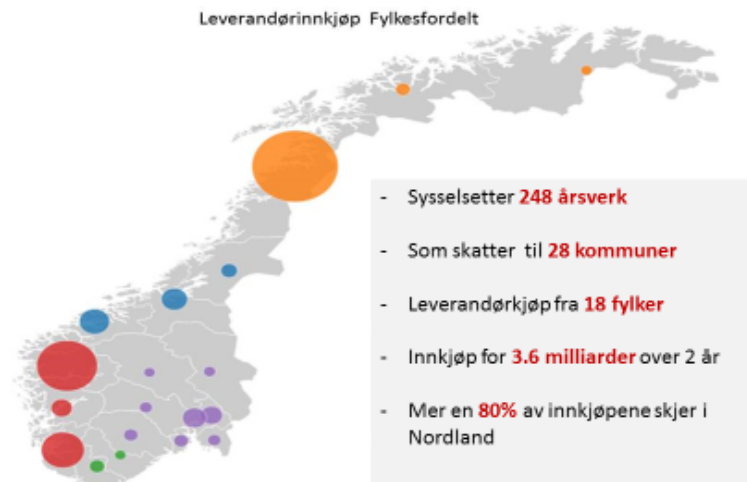 Leverandørinnkjøp Fylkesfordelt
- Sysselsetter 248 årsverk
- Som skatter til 28 kommuner
- Leverandørkjøp fra 18 fylker
- Innkjøp for 3.6 milliarder over 2 år
- Mer en 80% av innkjøpene skjer i
Nordland